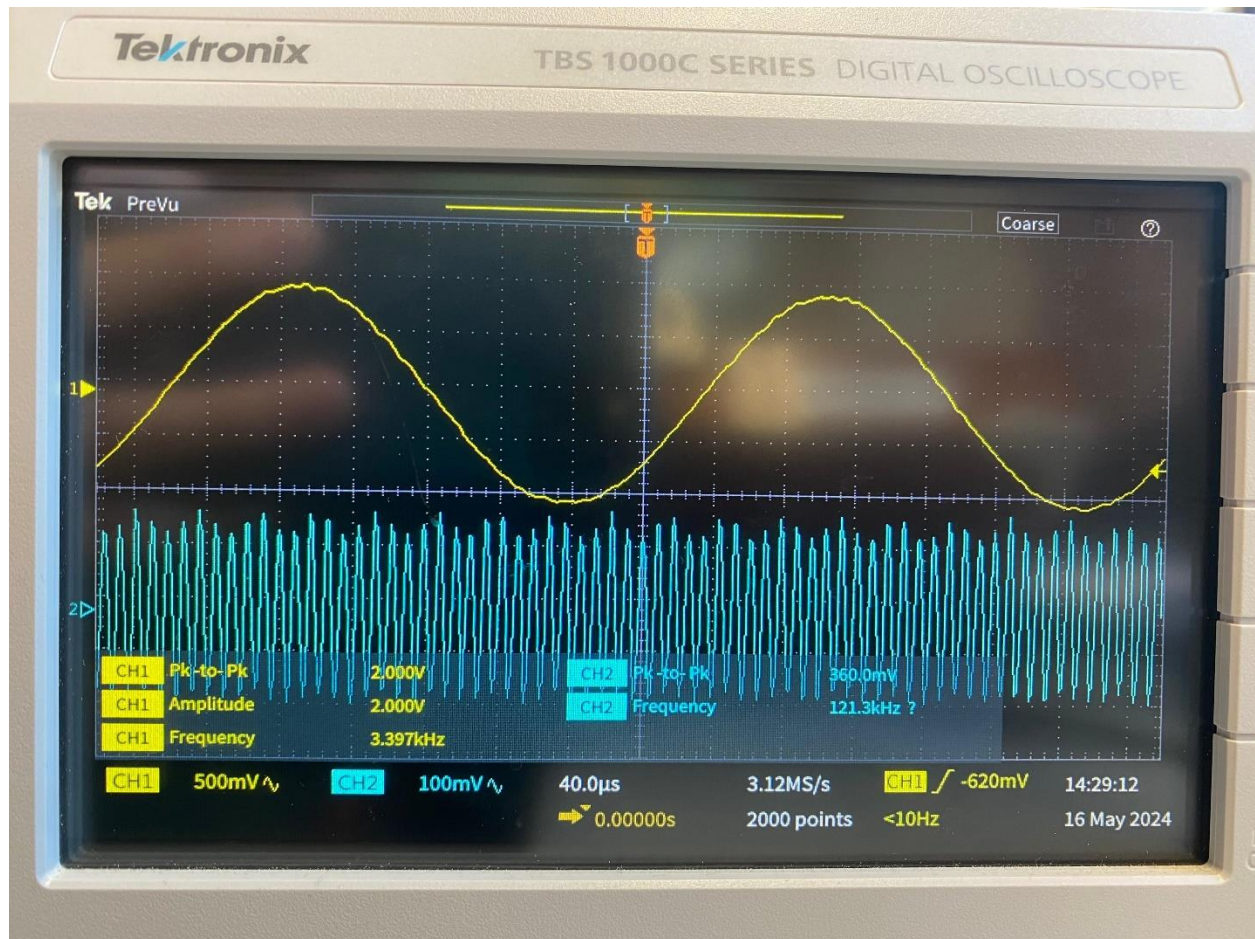 Tektronix TBS 1000C SERIES DIGITAL OSCILLOSCOPE
Tek PreVu
T
T
Coarse ?
1
2
CH1 Pk-to-Pk 2.000V CH2 Pk-to-Pk 360.0mV
CH1 Amplitude 2.000V CH2 Frequency 121.3kHz ?
CH1 Frequency 3.397kHz
CH1 500mV CH2 100mV 40.0µs 3.12MS/s CH1 -620mV 14:29:12
0.00000s 2000 points <10Hz 16 May 2024